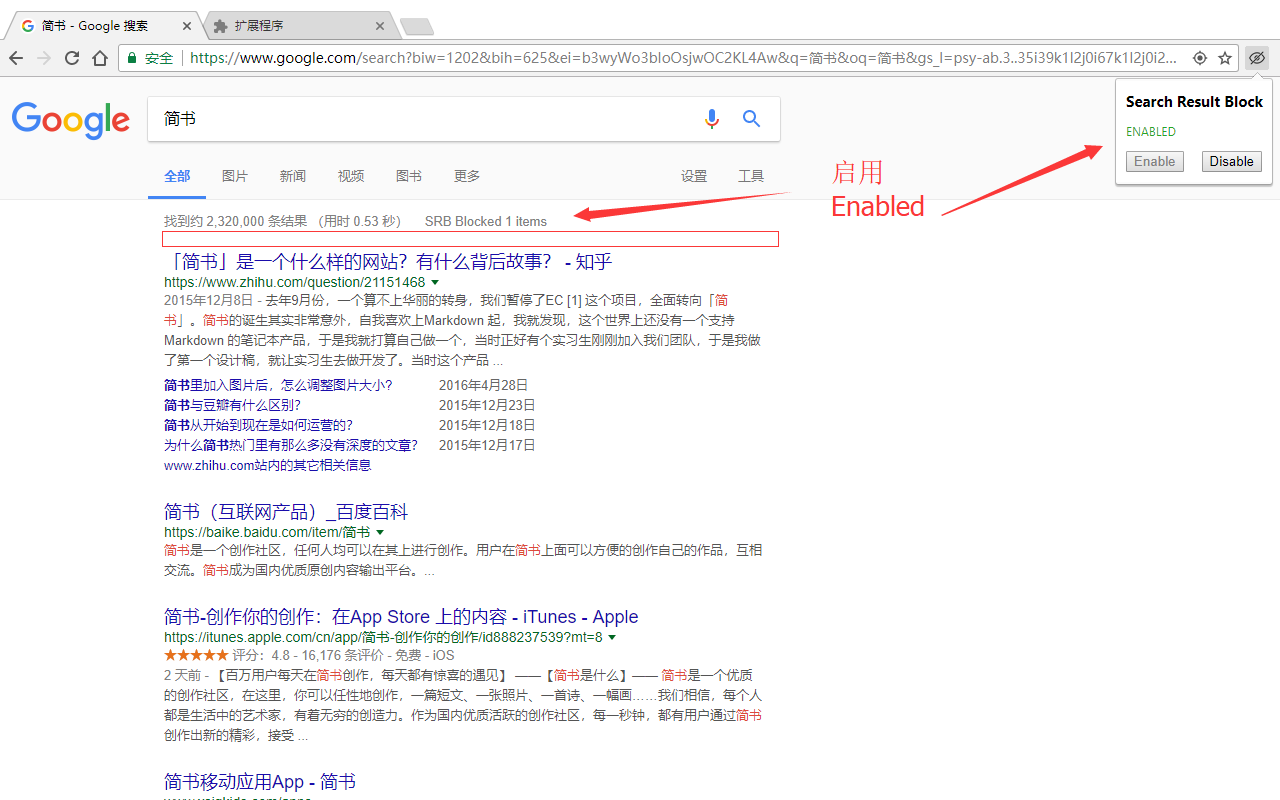 简书 - Google 搜索
扩展程序
安全 https://www.google.com/search?biw=1202&bih=625&ei=b3wyWo3bIoOsjwOC2KL4Aw&q=简书&oq=简书&gs_l=psy-ab.3..35i39k1l2j0i67k1l2j0i2...
Search Result Block
ENABLED
Enable Disable
Google
简书
全部 图片 新闻 视频 图书 更多 设置 工具
启用
Enabled
找到约 2,320,000 条结果 (用时 0.53 秒) SRB Blocked 1 items
「简书」是一个什么样的网站？有什么背后故事？ - 知乎
https://www.zhihu.com/question/21151468
2015年12月8日 - 去年9月份，一个算不上华丽的转身，我们暂停了EC [1] 这个项目，全面转向「简
书」。简书的诞生其实非常意外，自我喜欢上Markdown 起，我就发现，这个世界上还没有一个支持
Markdown 的笔记本产品，于是我就打算自己做一个，当时正好有个实习生刚刚加入我们团队，于是我做
了第一个设计稿，就让实习生去做开发了。当时这个产品 ...
简书里加入图片后，怎么调整图片大小？ 2016年4月28日
简书与豆瓣有什么区别？ 2015年12月23日
简书从开始到现在是如何运营的？ 2015年12月18日
为什么简书热门里有那么多没有深度的文章？ 2015年12月17日
www.zhihu.com站内的其它相关信息
简书（互联网产品）_百度百科
https://baike.baidu.com/item/简书
简书是一个创作社区，任何人均可以在其上进行创作。用户在简书上面可以方便的创作自己的作品，互相
交流。简书成为国内优质原创内容输出平台。...
简书-创作你的创作：在App Store 上的内容 - iTunes - Apple
https://itunes.apple.com/cn/app/简书-创作你的创作/id888237539?mt=8
★★★★★ 评分：4.8 - 16,176 条评价 - 免费 - iOS
2 天前 - 【百万用户每天在简书创作，每天都有惊喜的遇见】 ——【简书是什么】—— 简书是一个优质
的创作社区，在这里，你可以任性地创作，一篇短文、一张照片、一首诗、一幅画……我们相信，每个人
都是生活中的艺术家，有着无穷的创造力。作为国内优质活跃的创作社区，每一秒钟，都有用户通过简书
创作出新的精彩，接受 ...
简书移动应用App - 简书